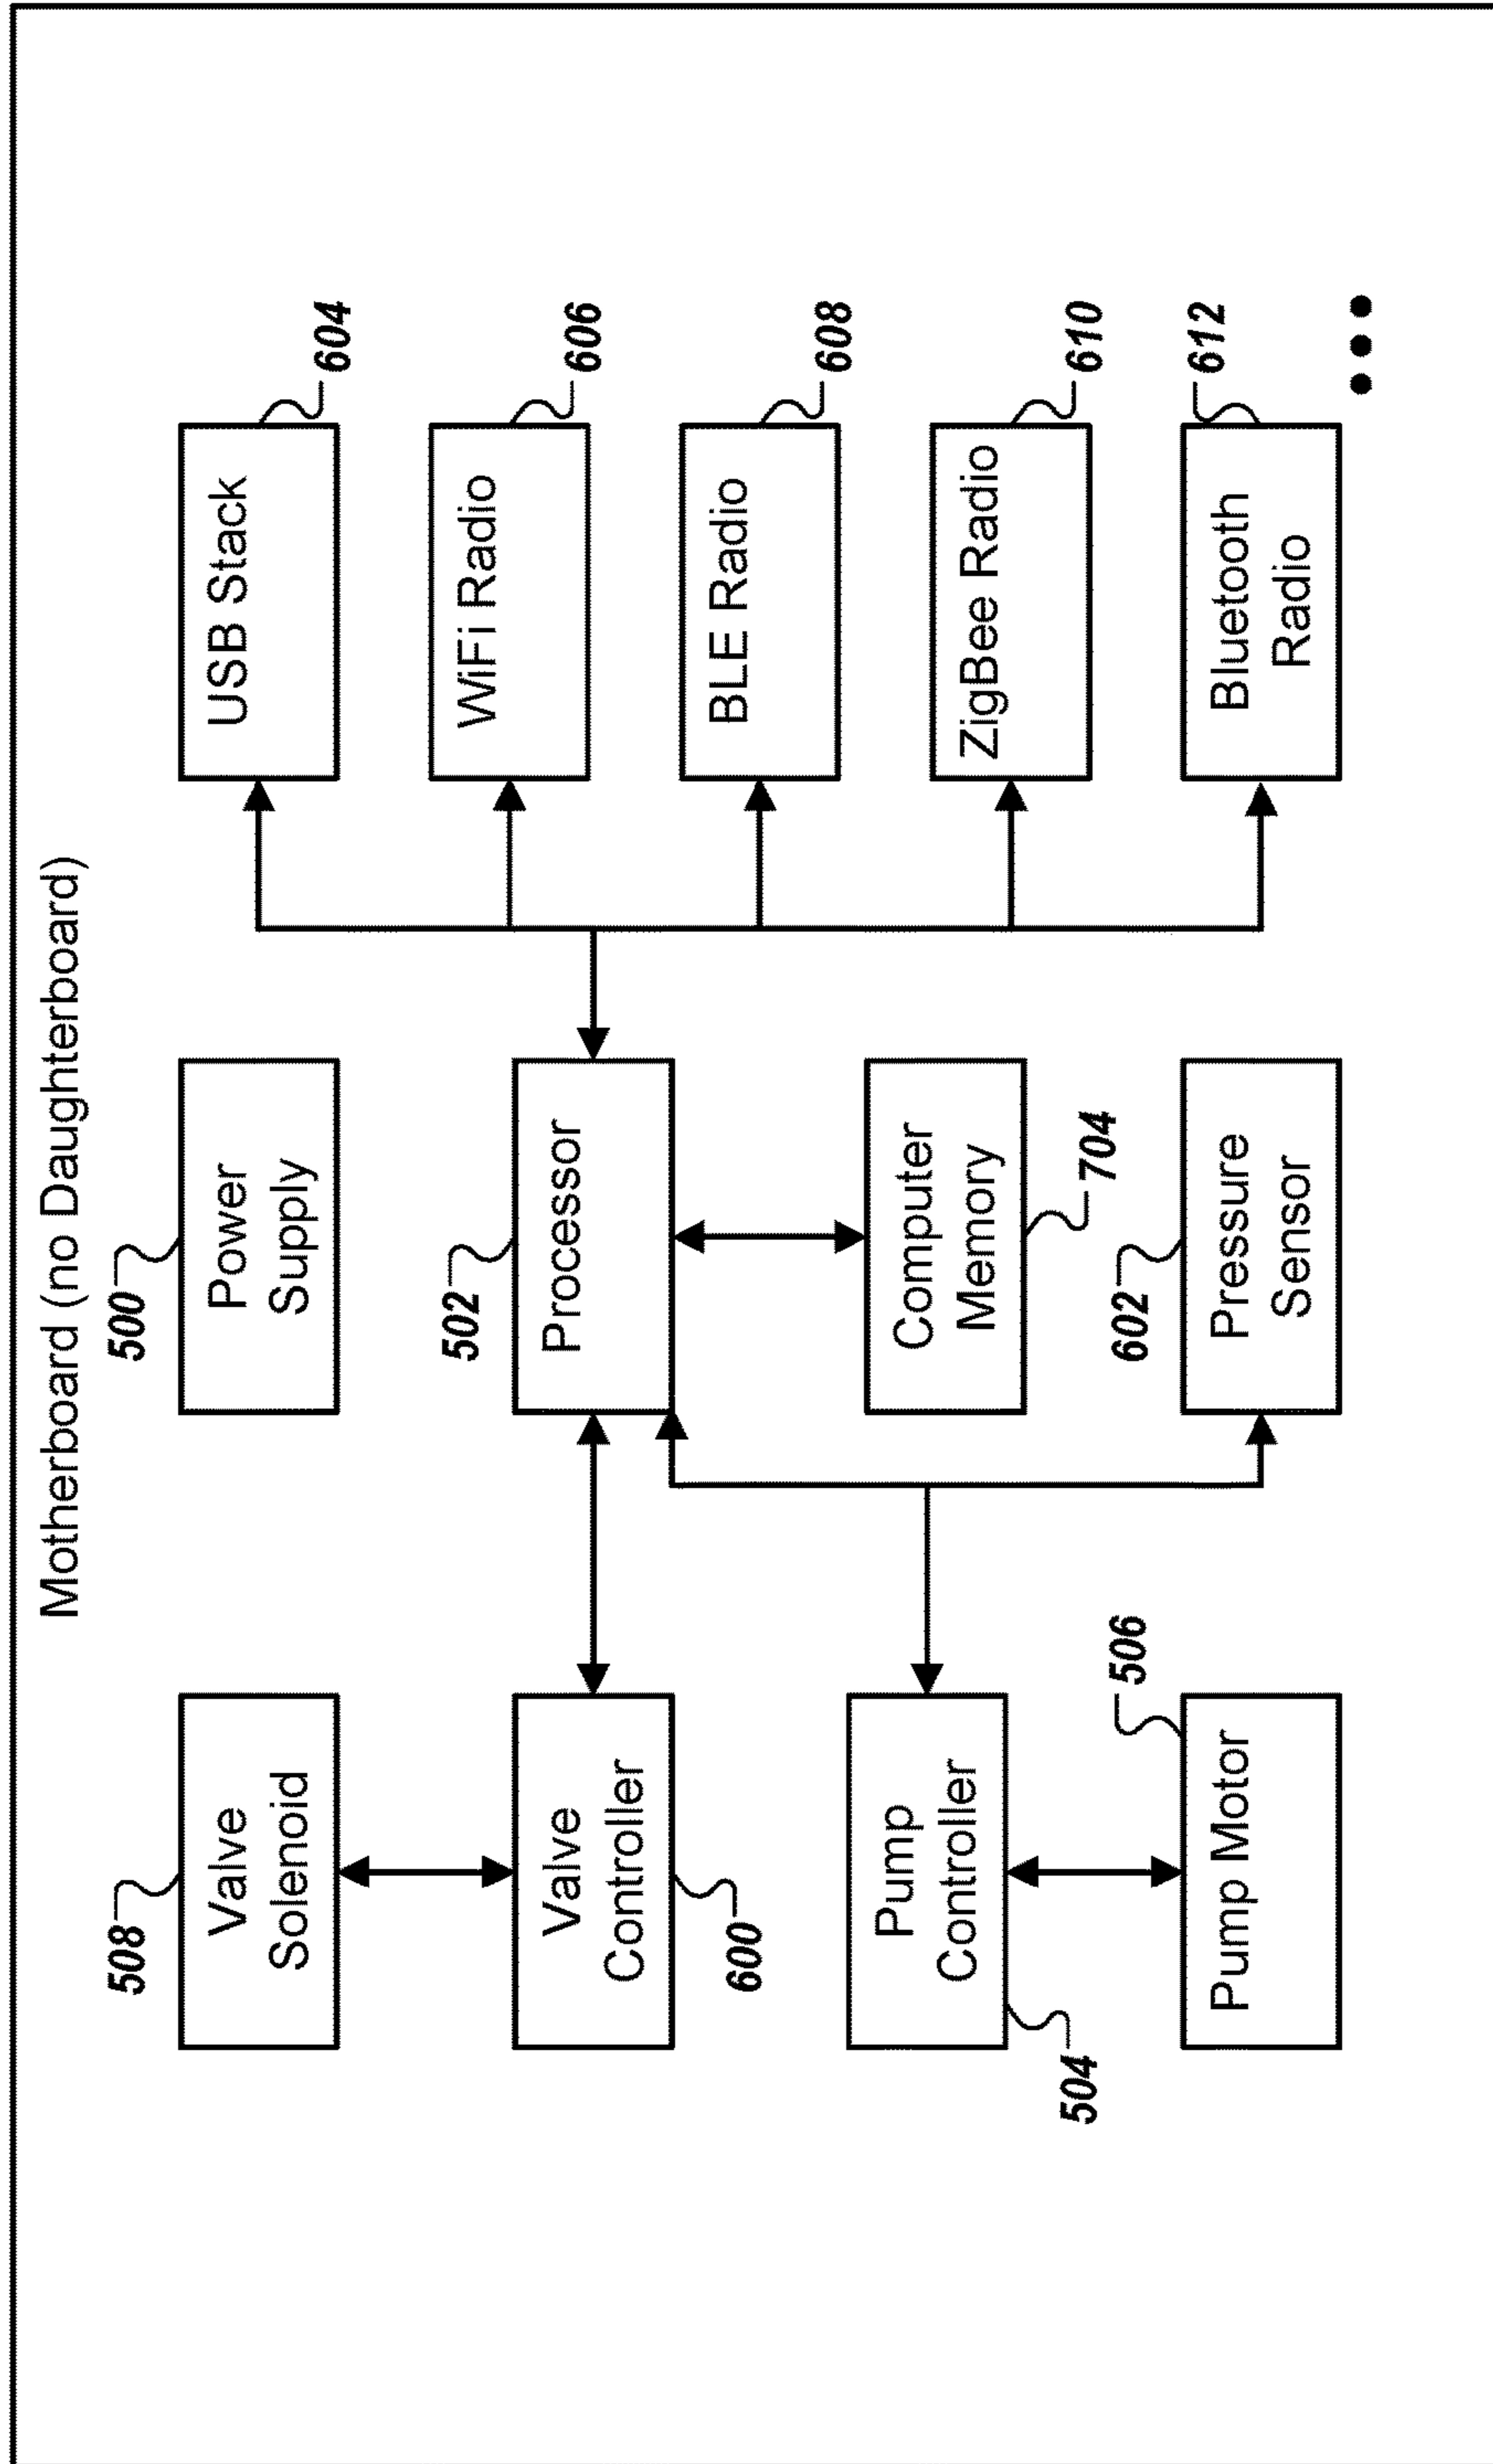 Motherboard (no Daughterboard)
508
Valve
Solenoid
500
Power
Supply
USB Stack
604
WiFi Radio
606
Valve
Controller
600
502
Processor
BLE Radio
608
Pump
Controller
504
Computer
Memory
704
ZigBee Radio
610
506
Pump Motor
602
Pressure
Sensor
612
Bluetooth
Radio